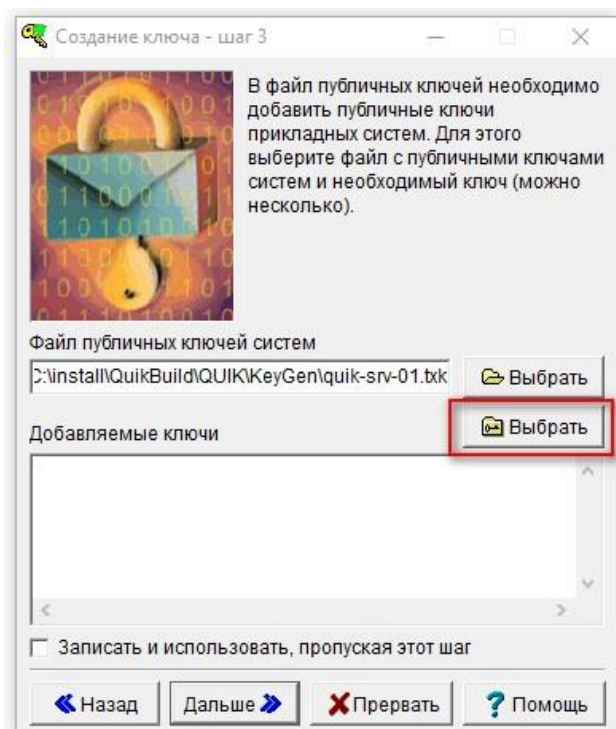 Создание ключа - шаг 3
В файл публичных ключей необходимо
добавить публичные ключи
прикладных систем. Для этого
выберите файл с публичными ключами
систем и необходимый ключ (можно
несколько).
Файл публичных ключей систем
C:\install\QuikBuild\QUIK\KeyGen\quik-srv-01.txk
Выбрать
Добавляемые ключи
Выбрать
Записать и использовать, пропуская этот шаг
Назад
Дальше
Прервать
Помощь